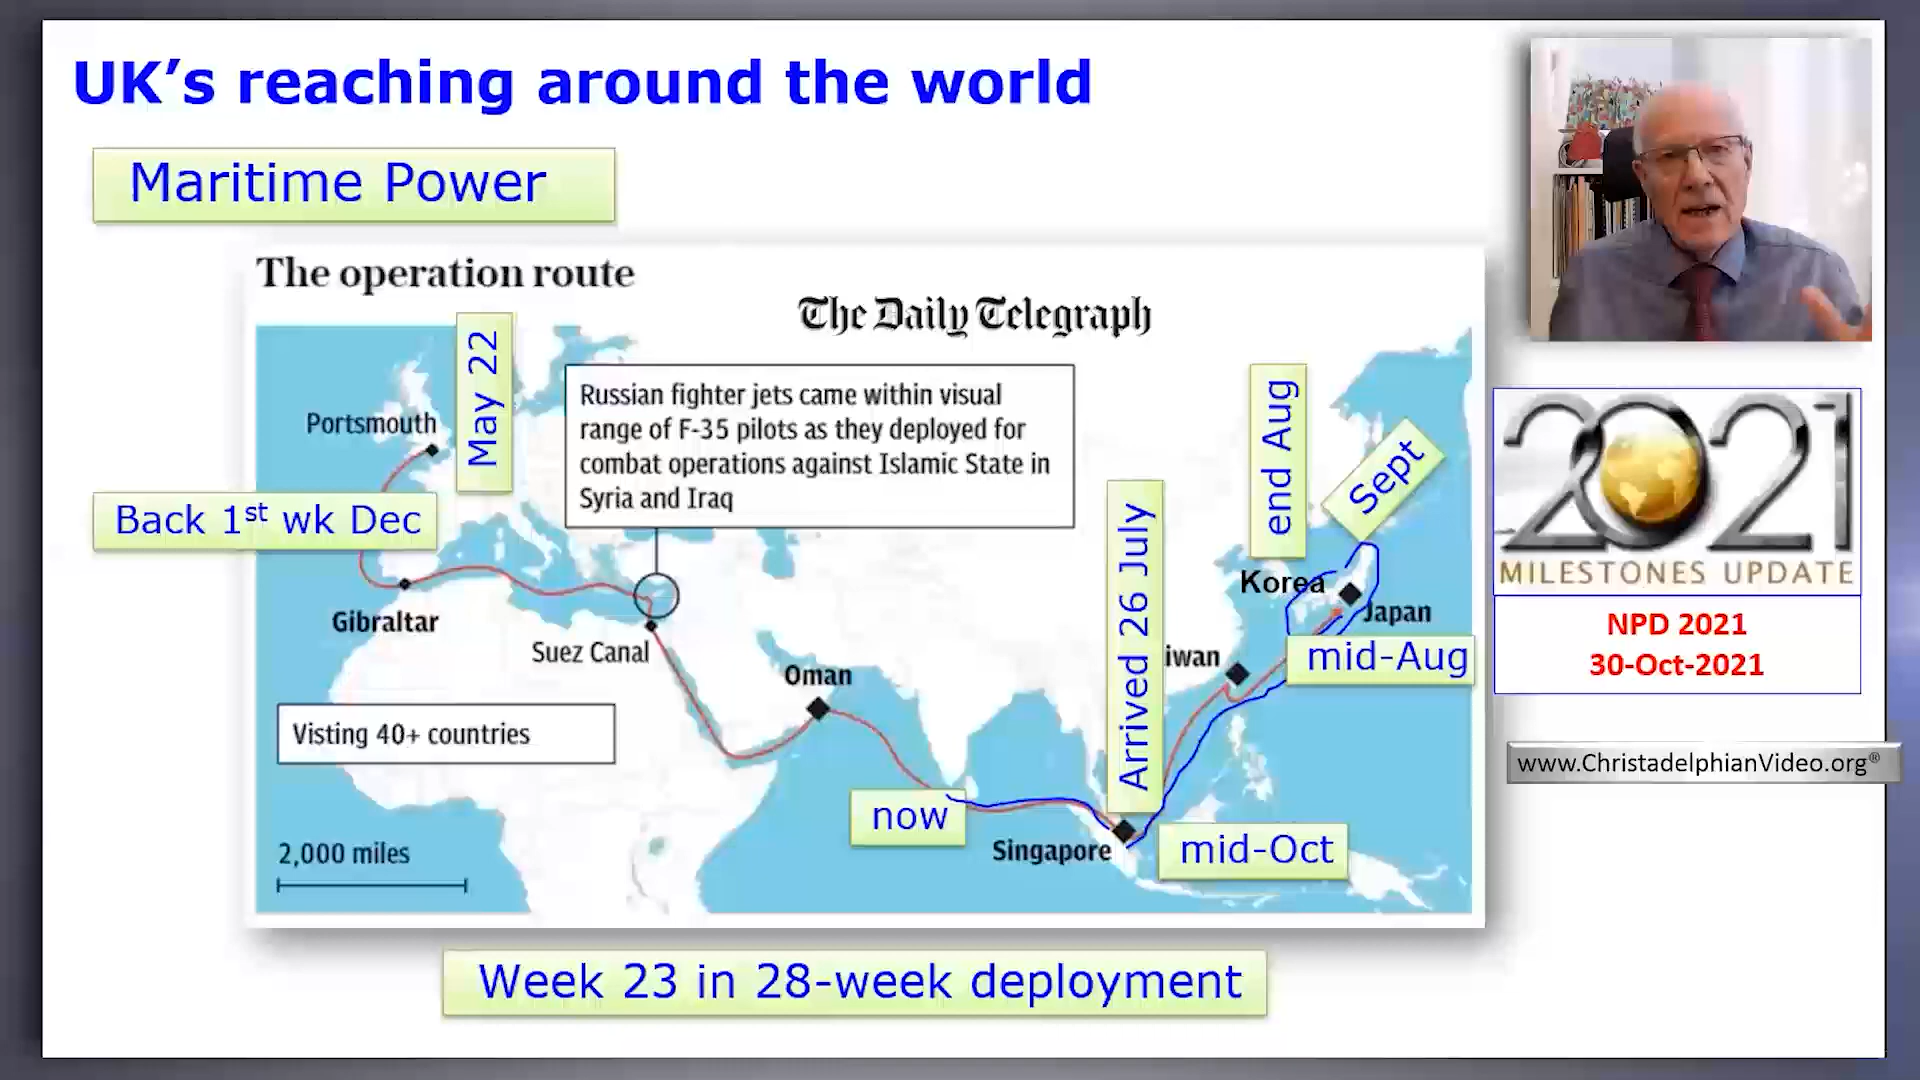 UK’s reaching around the world
Maritime Power
The operation route
The Daily Telegraph
May 22
Russian fighter jets came within visual
range of F-35 pilots as they deployed for
combat operations against Islamic State in
Syria and Iraq
Portsmouth
Back 1st wk Dec
Gibraltar
Suez Canal
Oman
Visting 40+ countries
2,000 miles
now
Singapore
Arrived 26 July
mid-Oct
iwan
end Aug
Sept
Korea
Japan
mid-Aug
Week 23 in 28-week deployment
2021
MILESTONES UPDATE
NPD 2021
30-Oct-2021
www.ChristadelphianVideo.org®